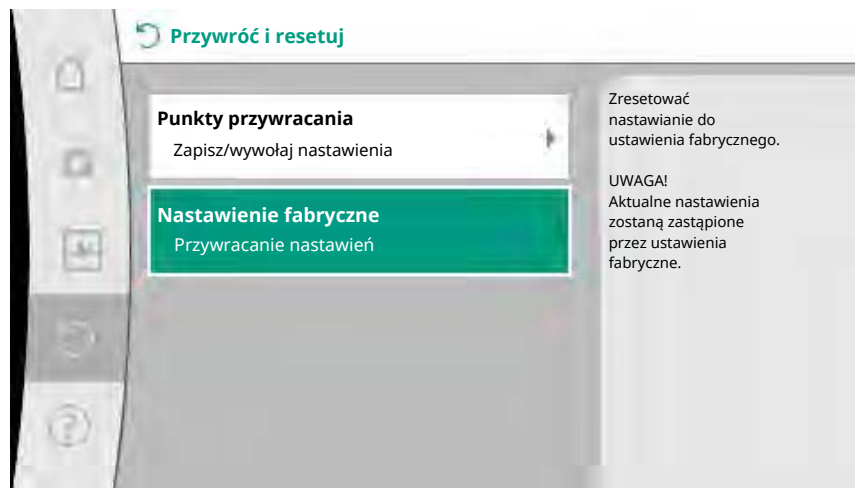 Przywróć i resetuj
Punkty przywracania
Zapisz/wywołaj nastawienia
Nastawienie fabryczne
Przywracanie nastawień
Zresetować
nastawianie do
ustawienia fabrycznego.
UWAGA!
Aktualne nastawienia
zostaną zastąpione
przez ustawienia
fabryczne.